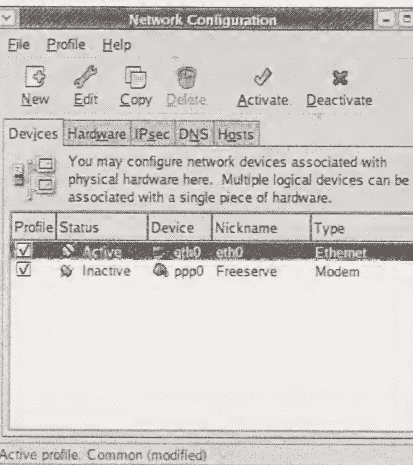 Network Configuration
File Profile Help
New Edit Copy Delete Activate Deactivate
Devices Hardware IPsec DNS Hosts
You may configure network devices associated with
physical hardware here. Multiple logical devices can be
associated with a single piece of hardware.
Profile Status Device Nickname Type
Active eth0 eth0 Ethernet
Inactive ppp0 Freeserve Modem
Active profile: Common (modified)